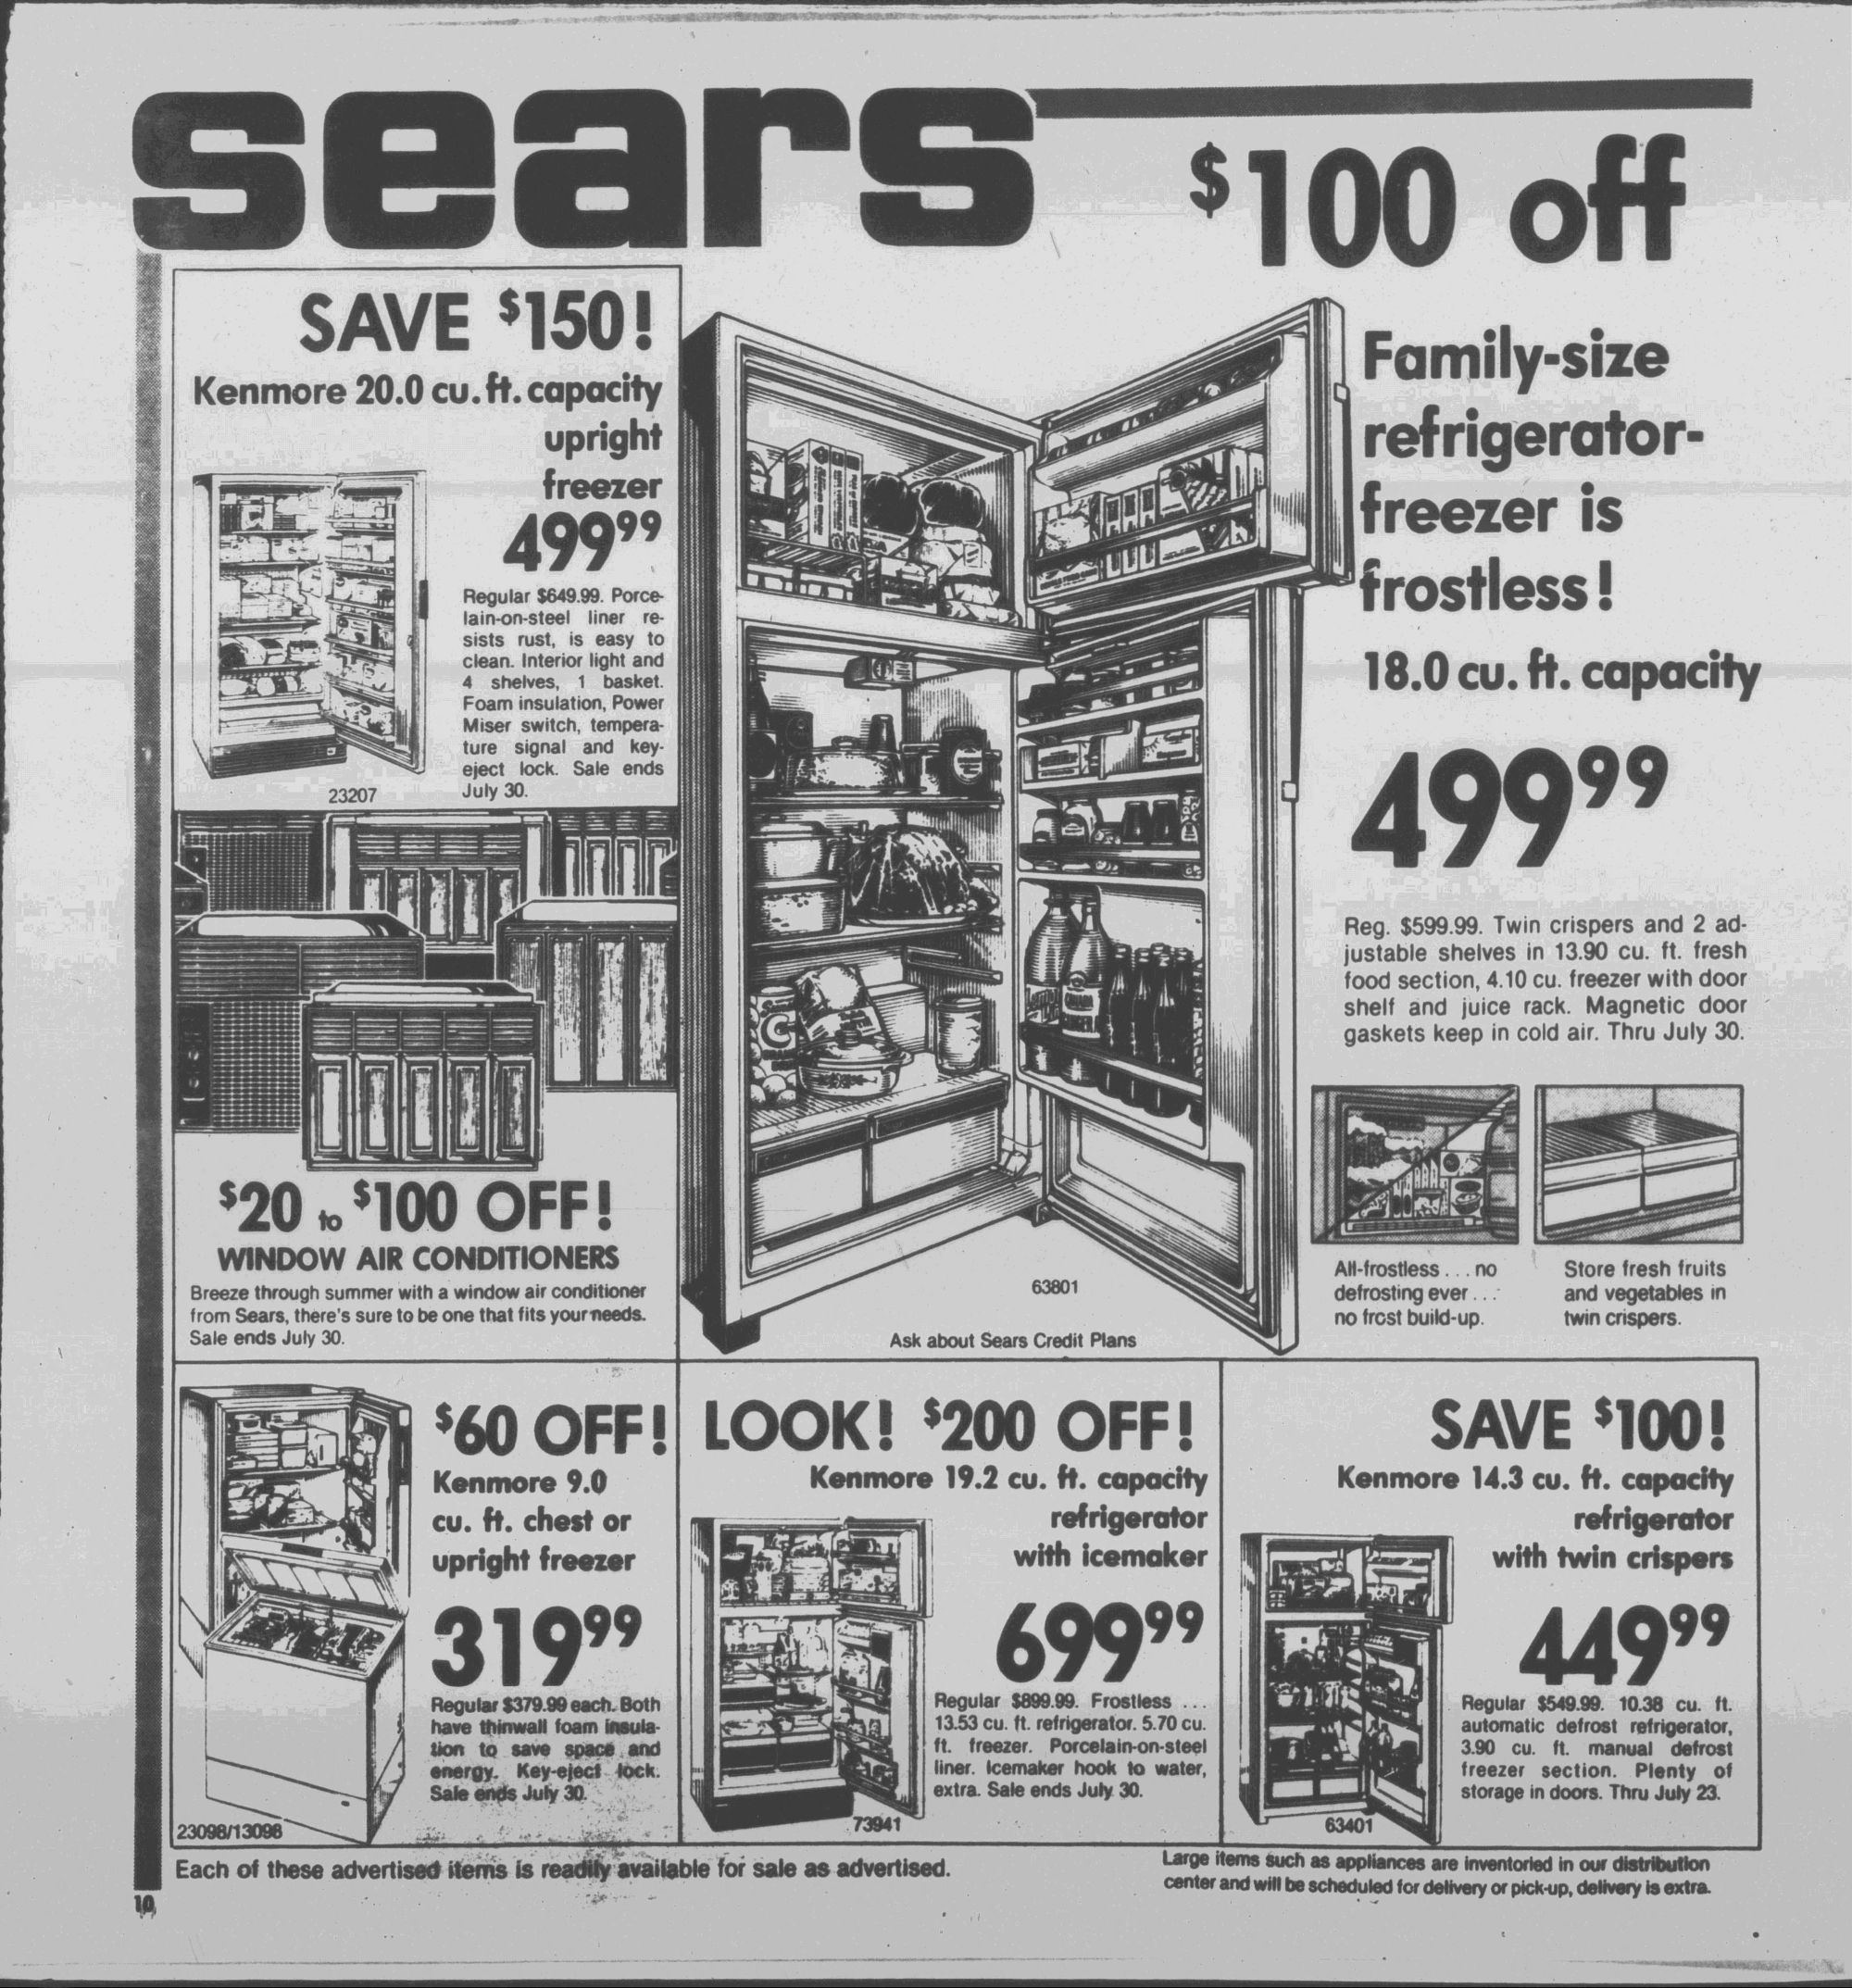 sears
$100 off
SAVE $150!
Kenmore 20.0 cu. ft. capacity
upright
freezer
499 99
Regular $649.99. Porce-
lain-on-steel liner re-
sists rust, is easy to
clean. Interior light and
4 shelves, 1 basket.
Foam insulation, Power
Miser switch, tempera-
ture signal and key-
eject lock. Sale ends
July 30.
23207
Family-size
refrigerator-
freezer is
frostless!
18.0 cu. ft. capacity
499 99
Reg. $599.99. Twin crispers and 2 ad-
justable shelves in 13.90 cu. ft. fresh
food section, 4.10 cu. freezer with door
shelf and juice rack. Magnetic door
gaskets keep in cold air. Thru July 30.
All-frostless . . . no
defrosting ever . . .
no frost build-up.
Store fresh fruits
and vegetables in
twin crispers.
63801
Ask about Sears Credit Plans
$20 to $100 OFF!
WINDOW AIR CONDITIONERS
Breeze through summer with a window air conditioner
from Sears, there's sure to be one that fits your needs.
Sale ends July 30.
$60 OFF!
Kenmore 9.0
cu. ft. chest or
upright freezer
319 99
Regular $379.99 each. Both
have thinwall foam insula-
tion to save space and
energy. Key-eject lock.
Sale ends July 30.
23098/13098
LOOK! $200 OFF!
Kenmore 19.2 cu. ft. capacity
refrigerator
with icemaker
699 99
Regular $899.99. Frostless . . .
13.53 cu. ft. refrigerator. 5.70 cu.
ft. freezer. Porcelain-on-steel
liner. Icemaker hook to water,
extra. Sale ends July 30.
73941
SAVE $100!
Kenmore 14.3 cu. ft. capacity
refrigerator
with twin crispers
449 99
Regular $549.99. 10.38 cu. ft.
automatic defrost refrigerator,
3.90 cu. ft. manual defrost
freezer section. Plenty of
storage in doors. Thru July 23.
63401
Each of these advertised items is readily available for sale as advertised.
Large items such as appliances are inventoried in our distribution
center and will be scheduled for delivery or pick-up, delivery is extra.
10